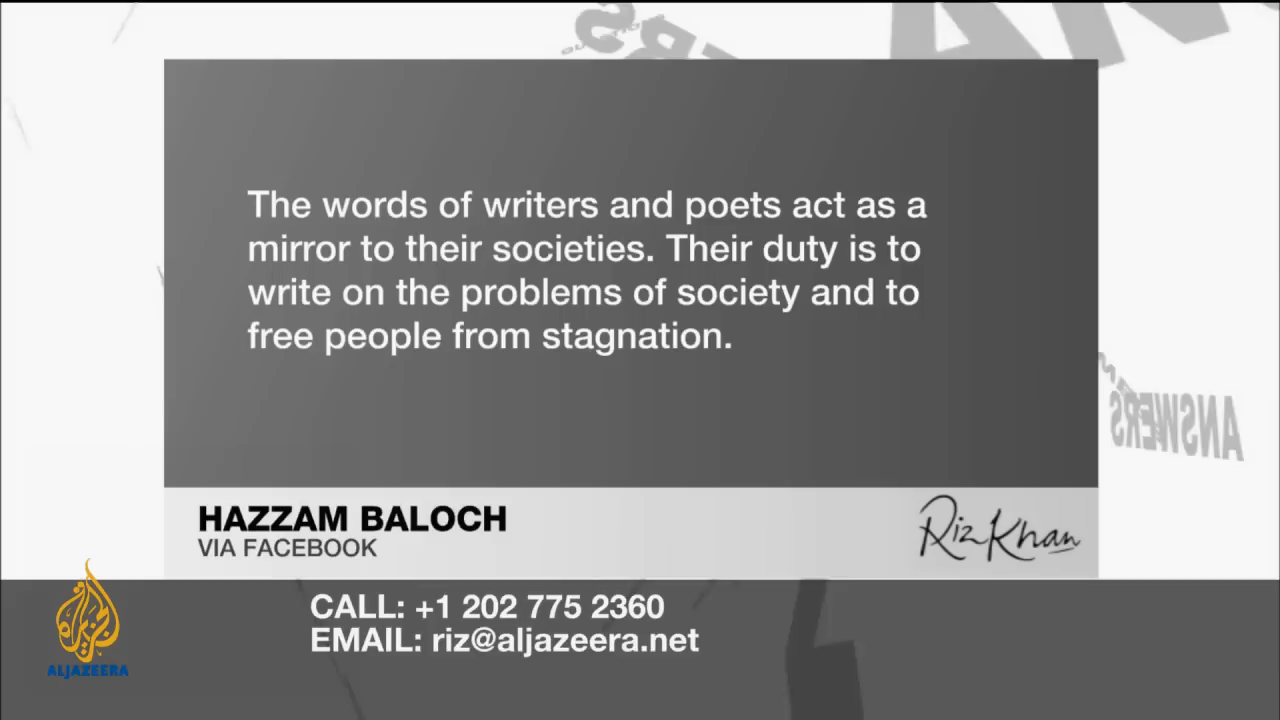 The words of writers and poets act as a
mirror to their societies. Their duty is to
write on the problems of society and to
free people from stagnation.
HAZZAM BALOCH
VIA FACEBOOK
Riz Khan
CALL: +1 202 775 2360
EMAIL: riz@aljazeera.net
ALJAZEERA
ANSWERS